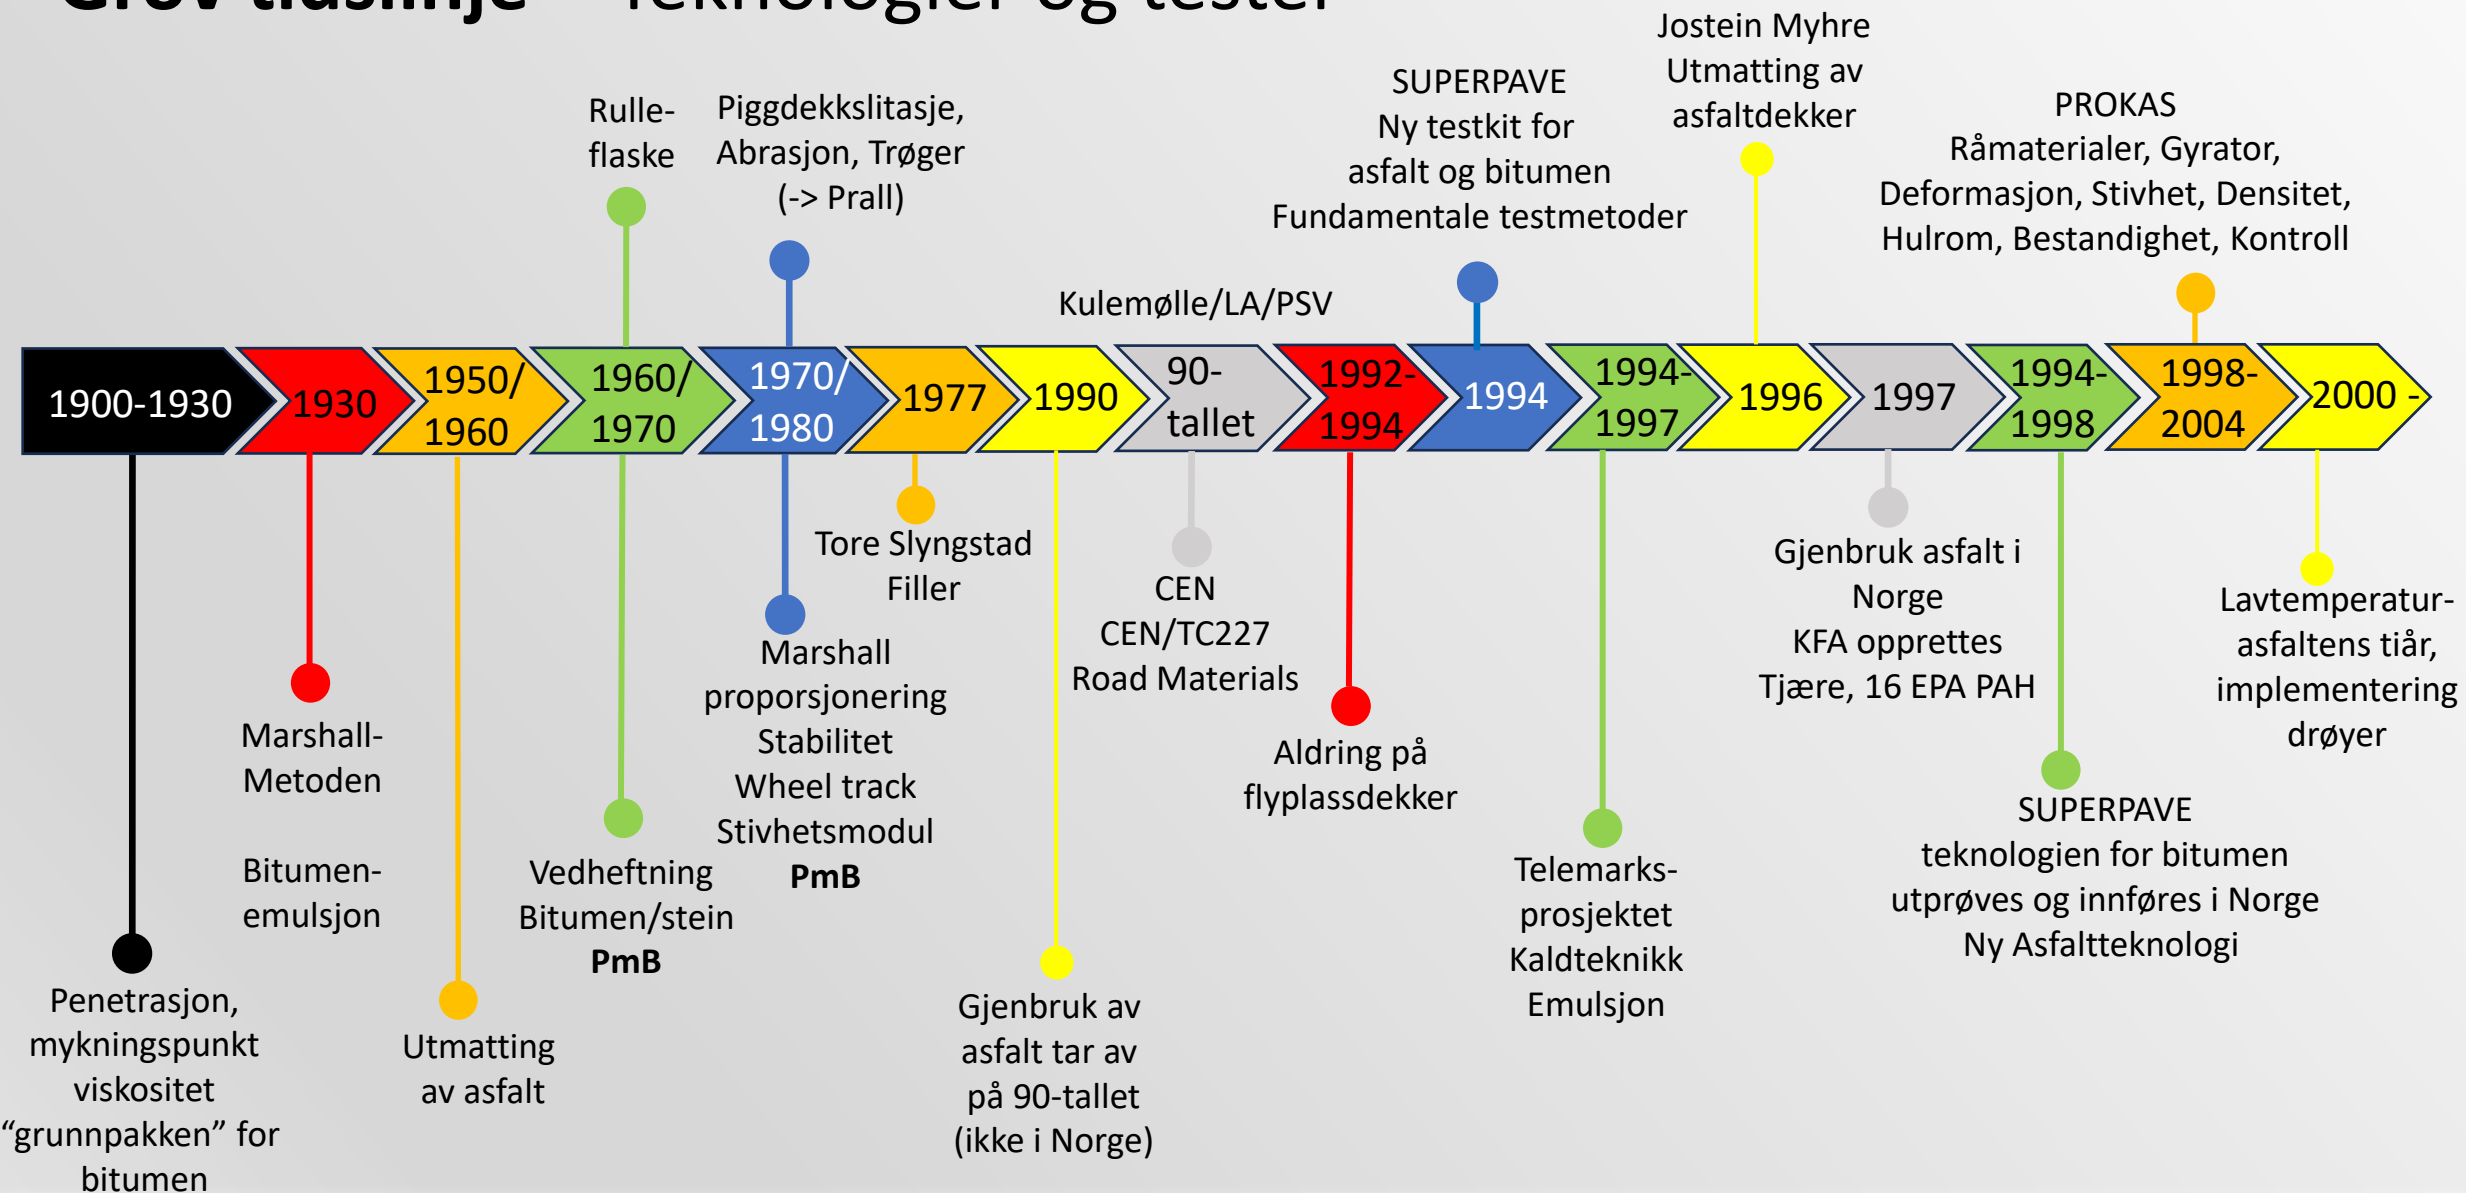 Grov tidslinje – Teknologier og tester
Rulle-
flaske
Piggdekkslitasje,
Abrasjon, Trøger
(-> Prall)
Kulemølle/LA/PSV
SUPERPAVE
Ny testkit for
asfalt og bitumen
Fundamentale testmetoder
Jostein Myhre
Utmatting av
asfaltdekker
PROKAS
Råmaterialer, Gyrator,
Deformasjon, Stivhet, Densitet,
Hulrom, Bestandighet, Kontroll
1900-1930
1930
1950/
1960
1960/
1970
1970/
1980
1977
1990
90-
tallet
1992-
1994
1994
1994-
1997
1996
1997
1994-
1998
1998-
2004
2000 -
Penetrasjon,
mykningspunkt
viskositet
“grunnpakken” for
bitumen
Marshall-
Metoden
Bitumen-
emulsjon
Utmatting
av asfalt
Vedheftning
Bitumen/stein
PmB
Marshall
proporsjonering
Stabilitet
Wheel track
Stivhetsmodul
PmB
Tore Slyngstad
Filler
Gjenbruk av
asfalt tar av
på 90-tallet
(ikke i Norge)
CEN
CEN/TC227
Road Materials
Aldring på
flyplassdekker
Telemarks-
prosjektet
Kaldteknikk
Emulsjon
Gjenbruk asfalt i
Norge
KFA opprettes
Tjære, 16 EPA PAH
SUPERPAVE
teknologien for bitumen
utprøves og innføres i Norge
Ny Asfaltteknologi
Lavtemperatur-
asfaltens tiår,
implementering
drøyer